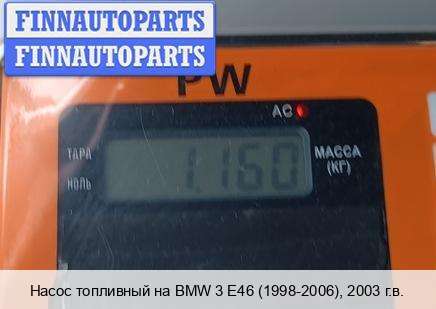 FINNAUTOPARTS
FINNAUTOPARTS
PW
AC
ТАРА
НОЛЬ
1.160
МАССА
(КГ)
Насос топливный на BMW 3 E46 (1998-2006), 2003 г.в.